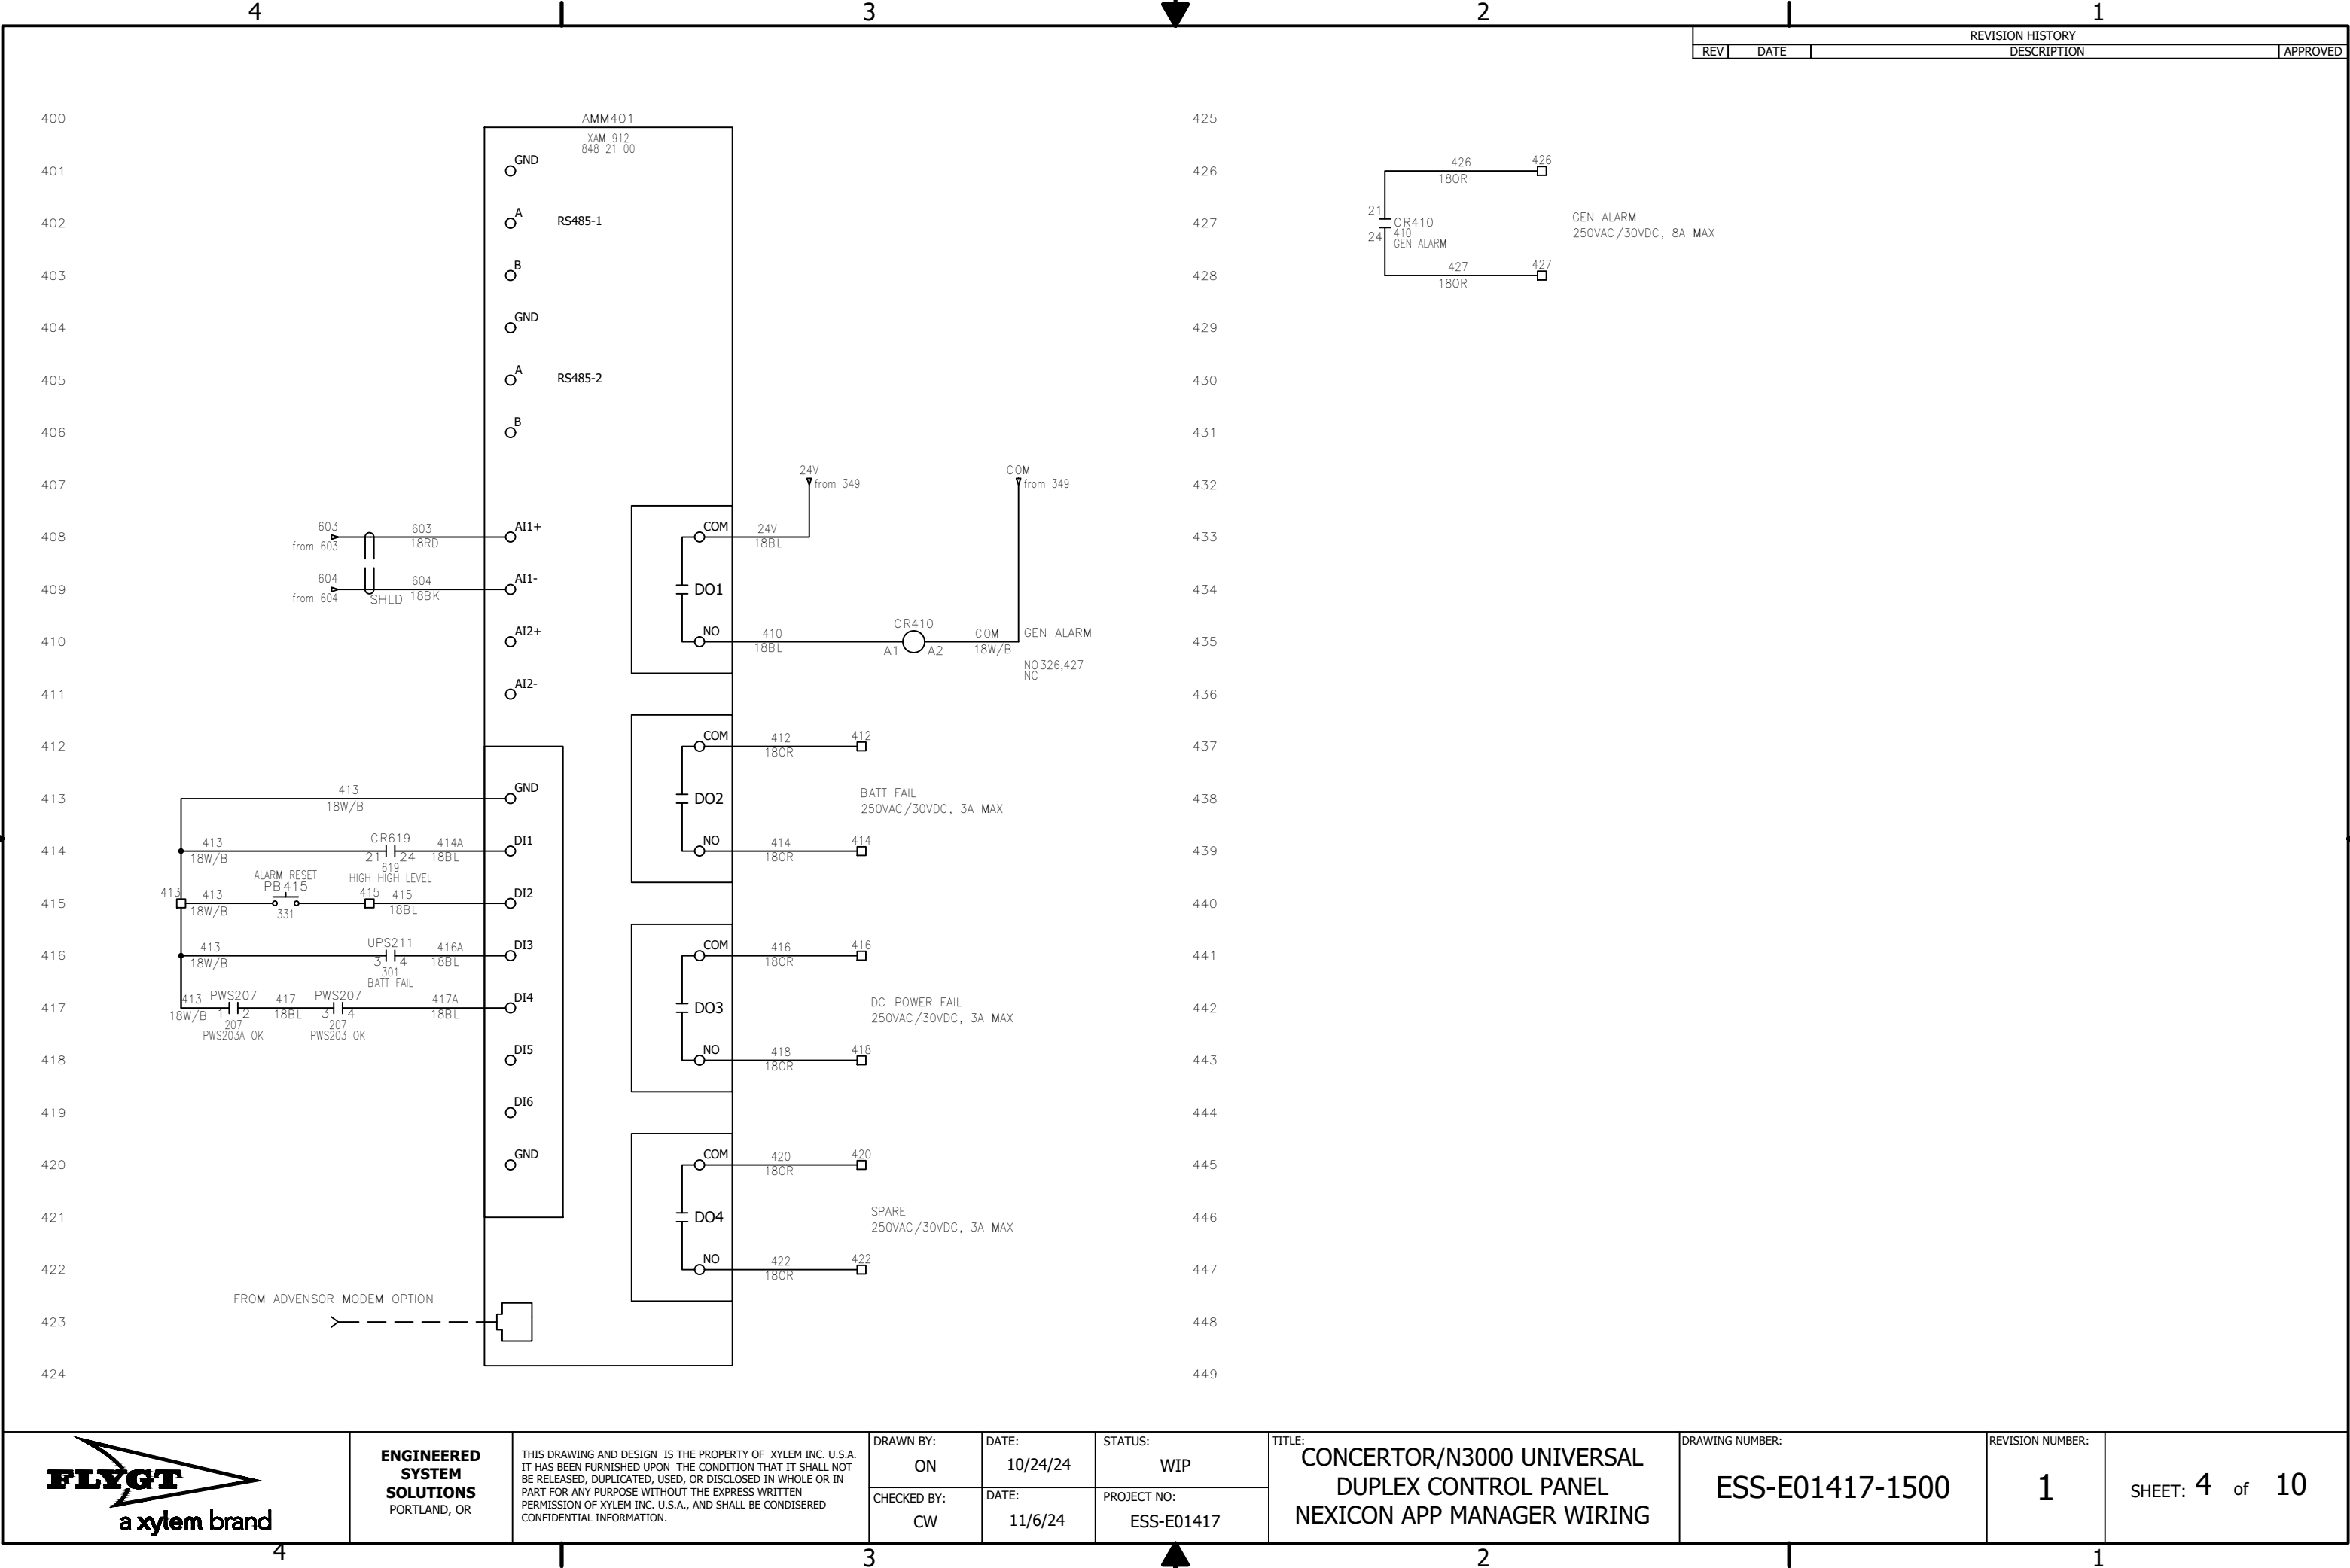 4 3 2 1
REVISION HISTORY
REV DATE DESCRIPTION APPROVED
400 AMM401 425
XAM 912
848 21 00
401 GND 426
426 426
18OR
402 A RS485-1 427
21 CR410
24 410
GEN ALARM
GEN ALARM
250VAC/30VDC, 8A MAX
403 B 428
427 427
18OR
404 GND 429
405 A RS485-2 430
406 B 431
407 432
24V
from 349
COM
from 349
408 433
603 603 AI1+
from 603 18RD
COM 24V
18BL
409 434
604 604 AI1-
from 604 SHLD 18BK
DO1
410 435
AI2+
NO 410 CR410 COM GEN ALARM
18BL A1 A2 18W/B
NO 326,427
NC
411 AI2- 436
412 437
COM 412 412
18OR
413 438
413 GND
18W/B
DO2 BATT FAIL
250VAC/30VDC, 3A MAX
414 439
413 CR619 414A DI1
18W/B 21 24 18BL
619
HIGH HIGH LEVEL
NO 414 414
18OR
415 440
ALARM RESET
PB415
413 413 415 415 DI2
18W/B 331 18BL
416 441
413 UPS211 416A DI3
18W/B 3 4 18BL
301
BATT FAIL
COM 416 416
18OR
417 442
413 PWS207 417 PWS207 417A DI4
18W/B 1 2 18BL 3 4 18BL
207 207
PWS203A OK PWS203 OK
DO3 DC POWER FAIL
250VAC/30VDC, 3A MAX
418 DI5 443
NO 418 418
18OR
419 DI6 444
420 GND 445
COM 420 420
18OR
421 446
DO4 SPARE
250VAC/30VDC, 3A MAX
422 447
NO 422 422
18OR
FROM ADVENSOR MODEM OPTION
423 448
424 449
FLYGT
a xylem brand
ENGINEERED
SYSTEM
SOLUTIONS
PORTLAND, OR
THIS DRAWING AND DESIGN IS THE PROPERTY OF XYLEM INC. U.S.A.
IT HAS BEEN FURNISHED UPON THE CONDITION THAT IT SHALL NOT
BE RELEASED, DUPLICATED, USED, OR DISCLOSED IN WHOLE OR IN
PART FOR ANY PURPOSE WITHOUT THE EXPRESS WRITTEN
PERMISSION OF XYLEM INC. U.S.A., AND SHALL BE CONDISERED
CONFIDENTIAL INFORMATION.
DRAWN BY:
ON
DATE:
10/24/24
STATUS:
WIP
CHECKED BY:
CW
DATE:
11/6/24
PROJECT NO:
ESS-E01417
TITLE:
CONCERTOR/N3000 UNIVERSAL
DUPLEX CONTROL PANEL
NEXICON APP MANAGER WIRING
DRAWING NUMBER:
ESS-E01417-1500
REVISION NUMBER:
1
SHEET: 4 of 10
4 3 2 1